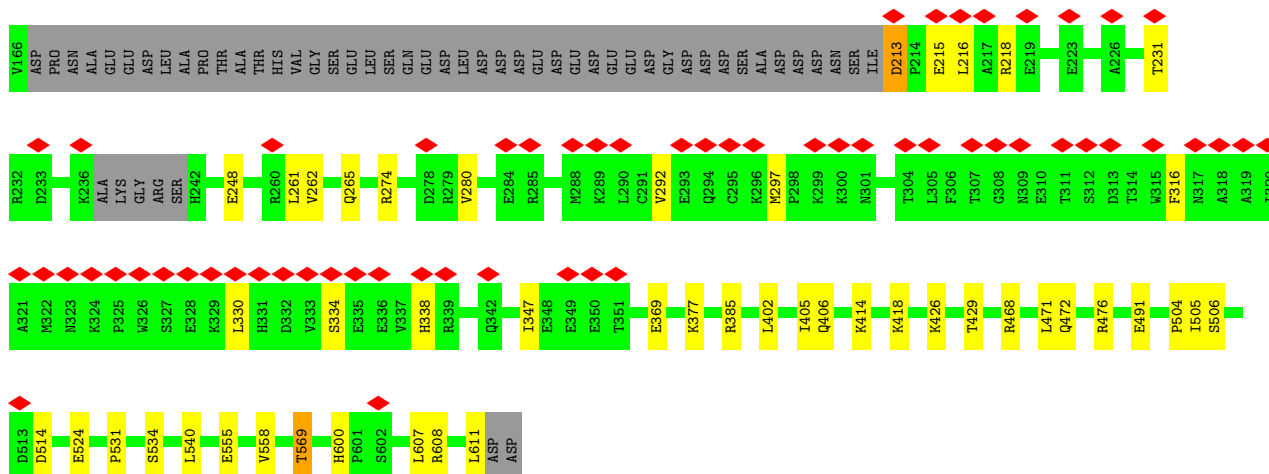 V166 ASP PRO ASN ALA GLU GLU ASP LEU ALA PRO THR ALA THR HIS VAL GLY SER GLU LEU SER GLN GLU ASP LEU ASP ASP ASP GLU ASP GLU ASP GLU GLU ASP GLY ASP ASP ASP SER ALA ASP ASP ASP ASN SER ILE D213 P214 E215 L216 A217 R218 E219 E223 A226 T231
R232 D233 K236 ALA LYS GLY ARG SER H242 E248 R260 L261 V262 Q265 R274 D278 R279 V280 E284 R285 M288 K289 L290 C291 V292 E293 Q294 C295 K296 M297 P298 K299 K300 N301 T304 L305 F306 T307 G308 N309 E310 T311 S312 D313 T314 W315 F316 N317 A318 A319
A321 M322 N323 K324 P325 W326 S327 E328 K329 L330 H331 D332 V333 S334 E335 E336 V337 H338 R339 Q342 I347 E348 E349 E350 T351 E369 K377 R385 L402 I405 Q406 K414 K418 K426 T429 R468 L471 Q472 R476 E491 P504 I505 S506
D513 D514 E524 P531 S534 L540 E555 V558 T569 H600 P601 S602 L607 R608 L611 ASP ASP